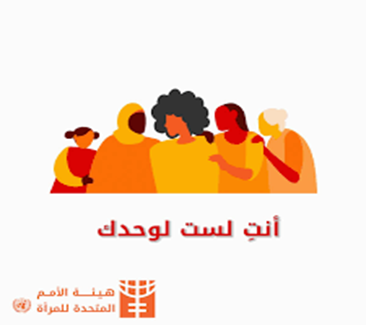 أنتِ لست لوحدك
هيئة الأمم
المتحدة للمرأة